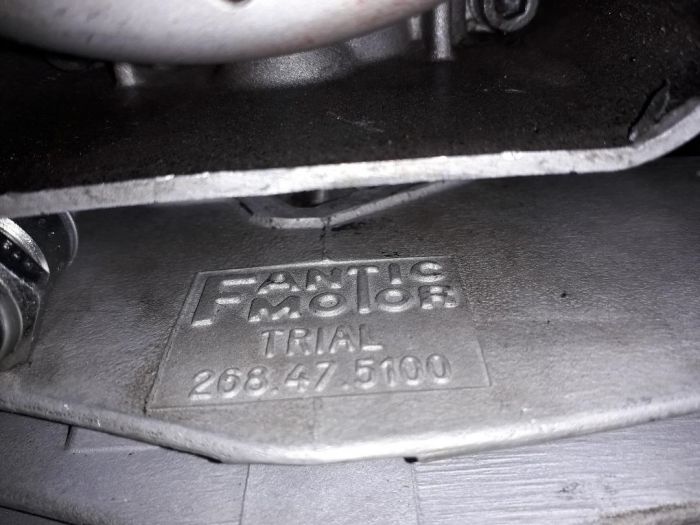 FANTIC
MOTOR
TRIAL
268.47.5100